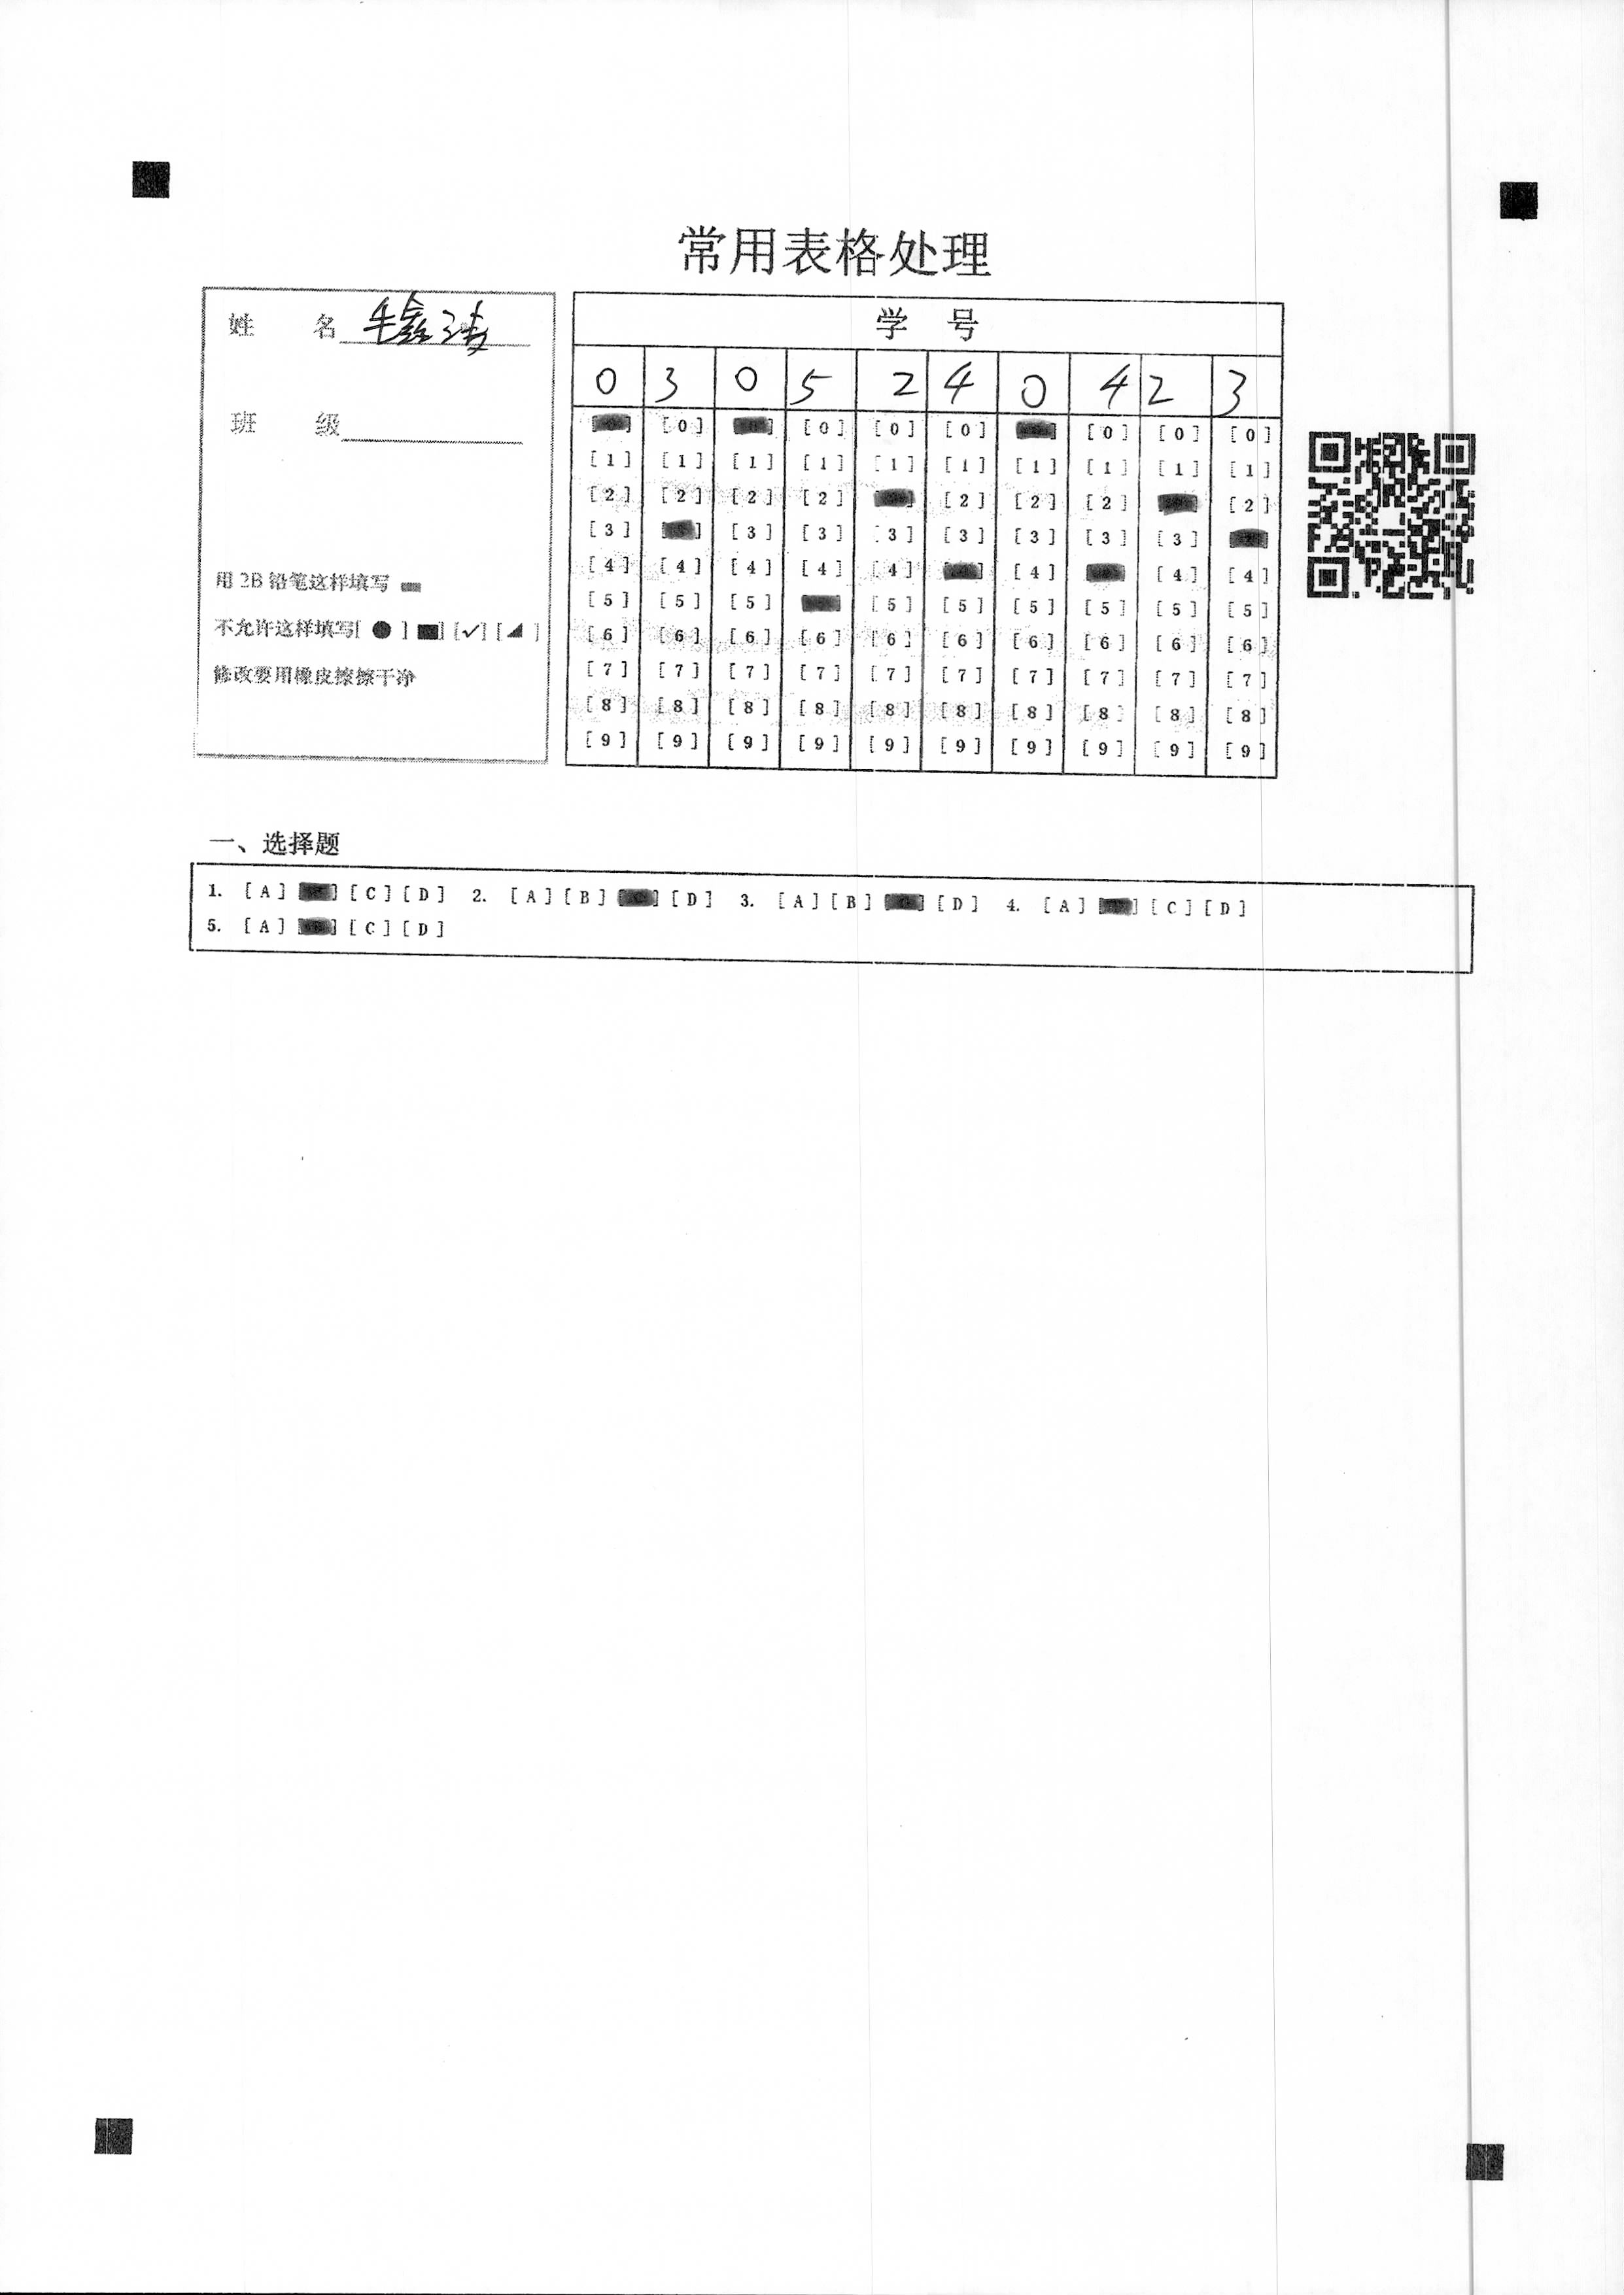 常用表格处理
姓 名 牛鑫
班 级
用 2B 铅笔这样填写
不允许这样填写[ ● ] [■] [✓] [◢ ]
修改要用橡皮擦擦干净
学 号
0 3 0 5 2 4 0 4 2 3
[0] [0] [0] [0] [0] [0] [0]
[1] [1] [1] [1] [1] [1] [1] [1] [1] [1]
[2] [2] [2] [2] [2] [2] [2] [2]
[3] [3] [3] [3] [3] [3] [3] [3]
[4] [4] [4] [4] [4] [4] [4] [4]
[5] [5] [5] [5] [5] [5] [5] [5] [5]
[6] [6] [6] [6] [6] [6] [6] [6] [6] [6]
[7] [7] [7] [7] [7] [7] [7] [7] [7] [7]
[8] [8] [8] [8] [8] [8] [8] [8] [8] [8]
[9] [9] [9] [9] [9] [9] [9] [9] [9] [9]
一、选择题
1. [A] [C] [D] 2. [A] [B] [D] 3. [A] [B] [D] 4. [A] [C] [D]
5. [A] [C] [D]